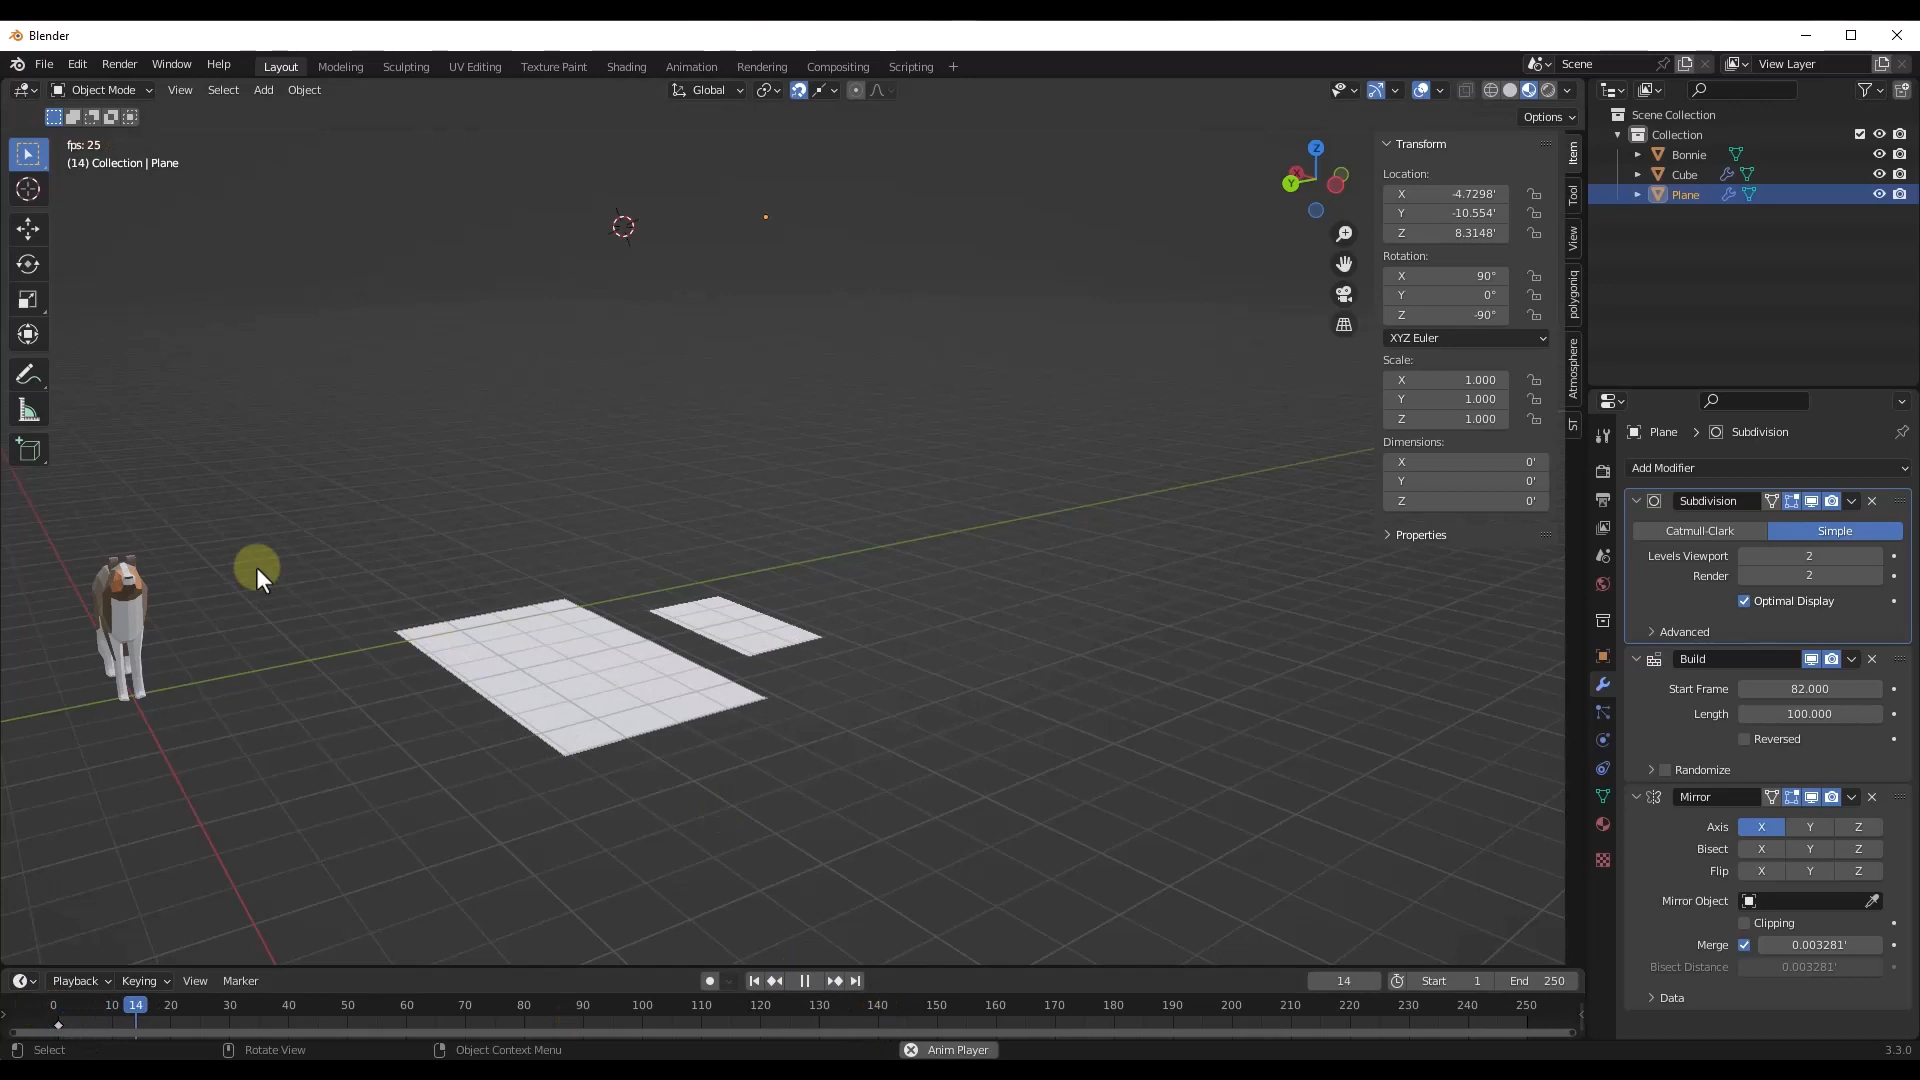 Blender
File Edit Render Window Help Layout Modeling Sculpting UV Editing Texture Paint Shading Animation Rendering Compositing Scripting + Scene View Layer
Object Mode View Select Add Object Global
Options
fps: 25
(14) Collection | Plane
Z
X
Y
Transform
Location:
X -4.7298'
Y -10.554'
Z 8.3148'
Rotation:
X 90°
Y 0°
Z -90°
XYZ Euler
Scale:
X 1.000
Y 1.000
Z 1.000
Dimensions:
X 0'
Y 0'
Z 0'
Properties
Item
Tool
View
polygoniq
Atmosphere
ST
Scene Collection
Collection
Bonnie
Cube
Plane
Plane > Subdivision
Add Modifier
Subdivision
Catmull-Clark Simple
Levels Viewport 2
Render 2
Optimal Display
Advanced
Build
Start Frame 82.000
Length 100.000
Reversed
Randomize
Mirror
Axis X Y Z
Bisect X Y Z
Flip X Y Z
Mirror Object
Clipping
Merge 0.003281'
Bisect Distance 0.003281'
Data
Playback Keying View Marker 14 Start 1 End 250
0 10 14 20 30 40 50 60 70 80 90 100 110 120 130 140 150 160 170 180 190 200 210 220 230 240 250
Select Rotate View Object Context Menu Anim Player 3.3.0